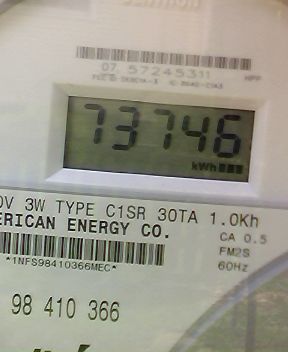 07 57245311
73746
kWh
0V 3W TYPE C1SR 30TA 1.0Kh
ERICAN ENERGY CO.
CA 0.5
FM2S
*1NFS98410366MEC*
60Hz
98 410 366